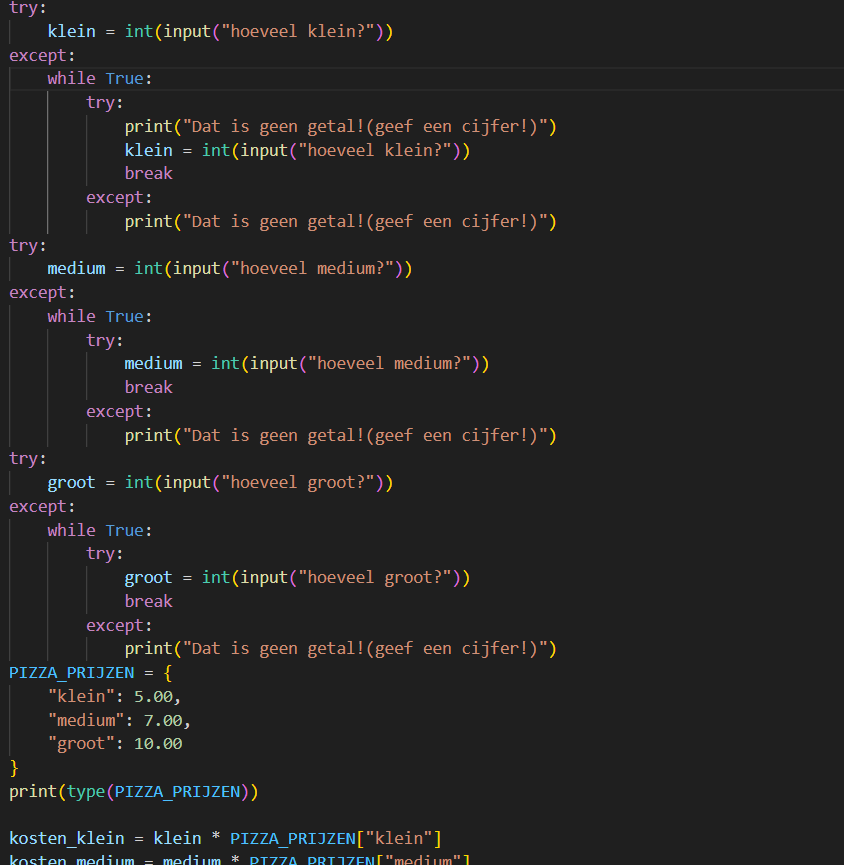 try:
    klein = int(input("hoeveel klein?"))
except:
    while True:
        try:
            print("Dat is geen getal!(geef een cijfer!)")
            klein = int(input("hoeveel klein?"))
            break
        except:
            print("Dat is geen getal!(geef een cijfer!)")
try:
    medium = int(input("hoeveel medium?"))
except:
    while True:
        try:
            medium = int(input("hoeveel medium?"))
            break
        except:
            print("Dat is geen getal!(geef een cijfer!)")
try:
    groot = int(input("hoeveel groot?"))
except:
    while True:
        try:
            groot = int(input("hoeveel groot?"))
            break
        except:
            print("Dat is geen getal!(geef een cijfer!)")
PIZZA_PRIJZEN = {
    "klein": 5.00,
    "medium": 7.00,
    "groot": 10.00
}
print(type(PIZZA_PRIJZEN))

kosten_klein = klein * PIZZA_PRIJZEN["klein"]
kosten_medium = medium * PIZZA_PRIJZEN["medium"]